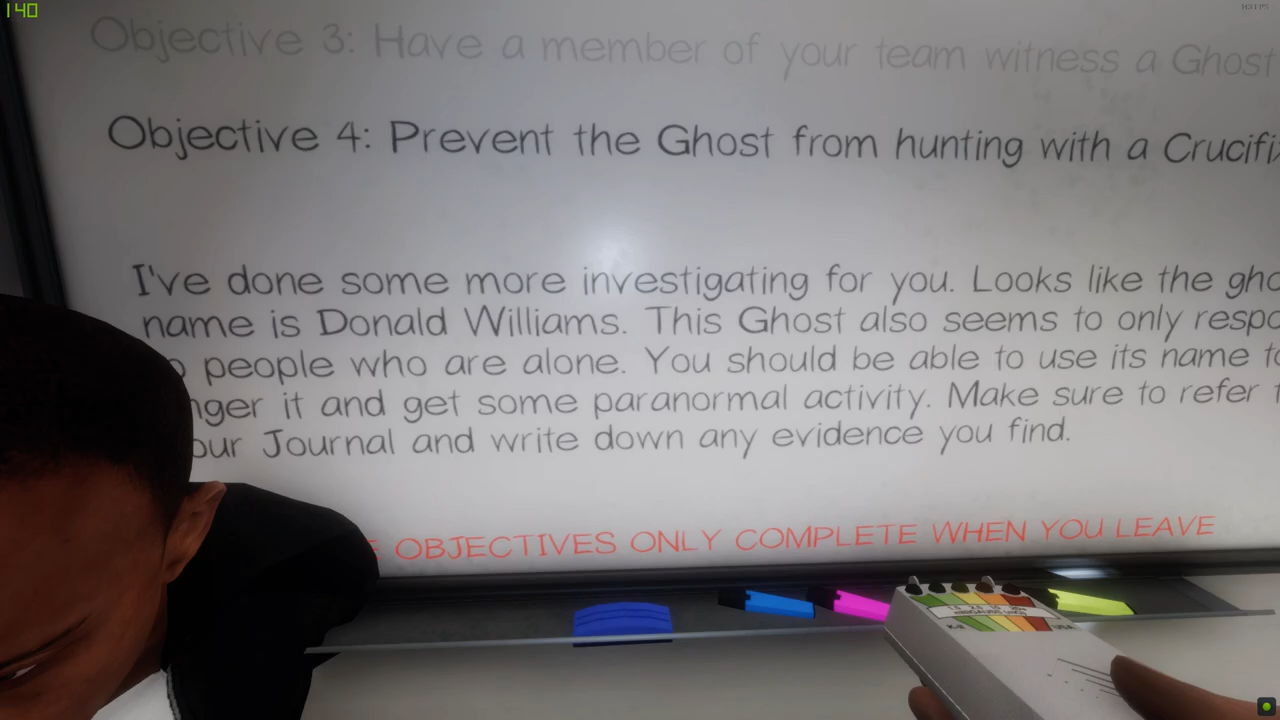 140
Objective 3: Have a member of your team witness a Ghost
Objective 4: Prevent the Ghost from hunting with a Crucifix
I've done some more investigating for you. Looks like the gho
name is Donald Williams. This Ghost also seems to only respo
people who are alone. You should be able to use its name to
nger it and get some paranormal activity. Make sure to refer t
our Journal and write down any evidence you find.
OBJECTIVES ONLY COMPLETE WHEN YOU LEAVE
K-II